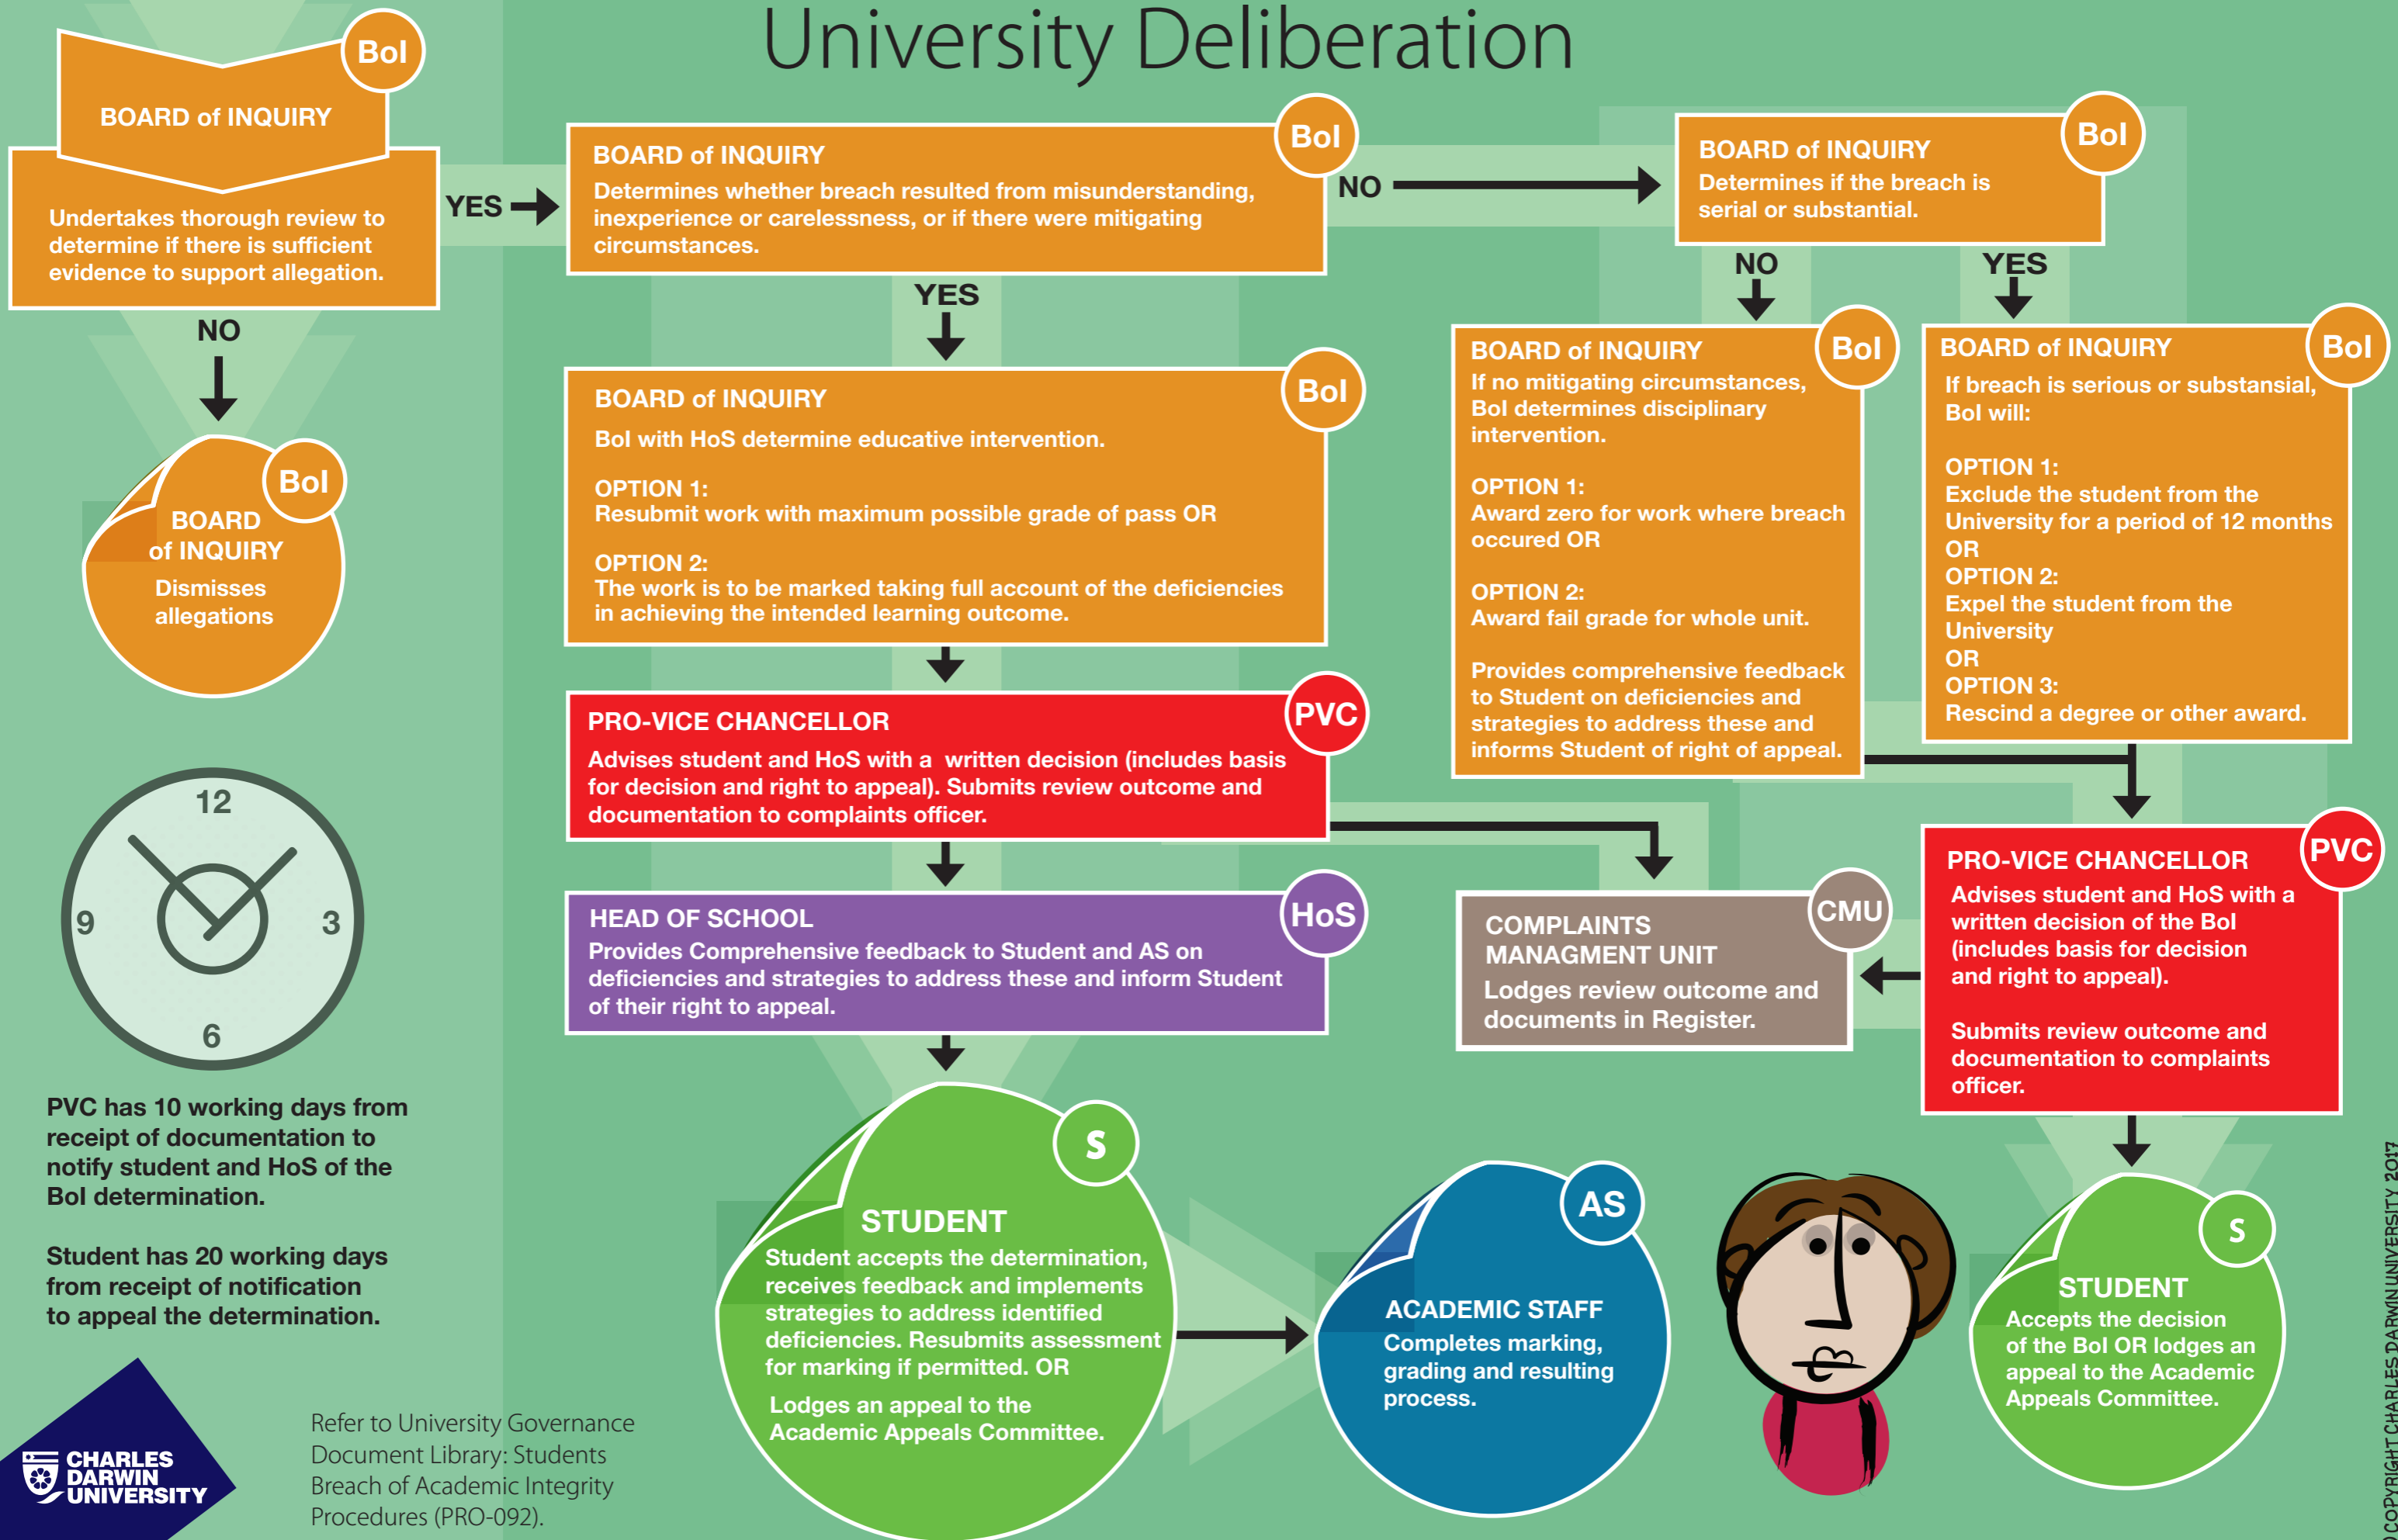 University Deliberation
BoI
BOARD of INQUIRY
Undertakes thorough review to
determine if there is sufficient
evidence to support allegation.
YES
NO
BoI
BOARD
of INQUIRY
Dismisses
allegations
BoI
BOARD of INQUIRY
Determines whether breach resulted from misunderstanding,
inexperience or carelessness, or if there were mitigating
circumstances.
NO
YES
BoI
BOARD of INQUIRY
Determines if the breach is
serial or substantial.
NO
YES
BoI
BOARD of INQUIRY
BoI with HoS determine educative intervention.
OPTION 1:
Resubmit work with maximum possible grade of pass OR
OPTION 2:
The work is to be marked taking full account of the deficiencies
in achieving the intended learning outcome.
BoI
BOARD of INQUIRY
If no mitigating circumstances,
BoI determines disciplinary
intervention.
OPTION 1:
Award zero for work where breach
occured OR
OPTION 2:
Award fail grade for whole unit.
Provides comprehensive feedback
to Student on deficiencies and
strategies to address these and
informs Student of right of appeal.
BoI
BOARD of INQUIRY
If breach is serious or substansial,
BoI will:
OPTION 1:
Exclude the student from the
University for a period of 12 months
OR
OPTION 2:
Expel the student from the
University
OR
OPTION 3:
Rescind a degree or other award.
PVC
PRO-VICE CHANCELLOR
Advises student and HoS with a written decision (includes basis
for decision and right to appeal). Submits review outcome and
documentation to complaints officer.
HoS
HEAD OF SCHOOL
Provides Comprehensive feedback to Student and AS on
deficiencies and strategies to address these and inform Student
of their right to appeal.
CMU
COMPLAINTS
MANAGMENT UNIT
Lodges review outcome and
documents in Register.
PVC
PRO-VICE CHANCELLOR
Advises student and HoS with a
written decision of the BoI
(includes basis for decision
and right to appeal).
Submits review outcome and
documentation to complaints
officer.
12
9
3
6
PVC has 10 working days from
receipt of documentation to
notify student and HoS of the
BoI determination.
Student has 20 working days
from receipt of notification
to appeal the determination.
S
STUDENT
Student accepts the determination,
receives feedback and implements
strategies to address identified
deficiencies. Resubmits assessment
for marking if permitted. OR
Lodges an appeal to the
Academic Appeals Committee.
AS
ACADEMIC STAFF
Completes marking,
grading and resulting
process.
S
STUDENT
Accepts the decision
of the BoI OR lodges an
appeal to the Academic
Appeals Committee.
CHARLES
DARWIN
UNIVERSITY
Refer to University Governance
Document Library: Students
Breach of Academic Integrity
Procedures (PRO-092).
COPYRIGHT CHARLES DARWIN UNIVERSITY 2017